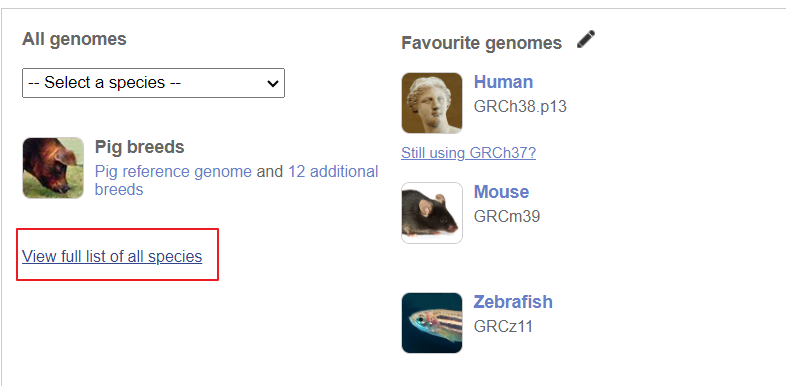 All genomes
-- Select a species --
Pig breeds
Pig reference genome and 12 additional
breeds
View full list of all species
Favourite genomes
Human
GRCh38.p13
Still using GRCh37?
Mouse
GRCm39
Zebrafish
GRCz11